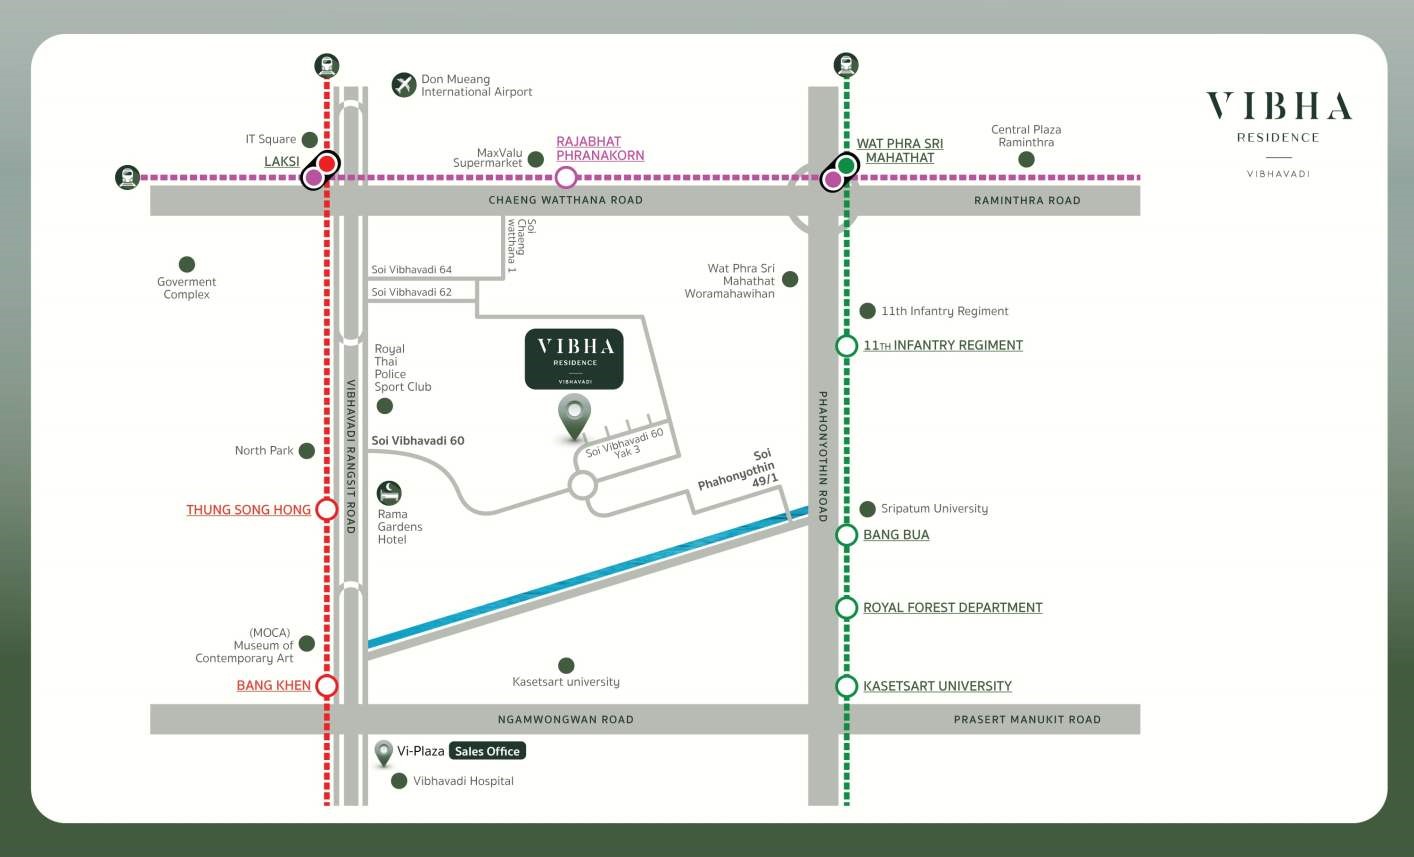 Don Mueang
International Airport
VIBHA
RESIDENCE
VIBHAVADI
IT Square
LAKSI
MaxValu
Supermarket
RAJABHAT
PHRANAKORN
WAT PHRA SRI
MAHATHAT
Central Plaza
Raminthra
CHAENG WATTHANA ROAD
RAMINTHRA ROAD
Soi
Chaeng
watthana 1
Goverment
Complex
Soi Vibhavadi 64
Soi Vibhavadi 62
Wat Phra Sri
Mahathat
Woramahawihan
11th Infantry Regiment
11TH INFANTRY REGIMENT
Royal
Thai
Police
Sport Club
VIBHA
RESIDENCE
VIBHAVADI
VIBHAVADI RANGSIT ROAD
PHAHONYOTHIN ROAD
North Park
Soi Vibhavadi 60
Soi Vibhavadi 60
Yak 3
Soi
Phahonyothin
49/1
THUNG SONG HONG
Rama
Gardens
Hotel
Sripatum University
BANG BUA
ROYAL FOREST DEPARTMENT
(MOCA)
Museum of
Contemporary Art
BANG KHEN
Kasetsart university
KASETSART UNIVERSITY
NGAMWONGWAN ROAD
PRASERT MANUKIT ROAD
Vi-Plaza Sales Office
Vibhavadi Hospital